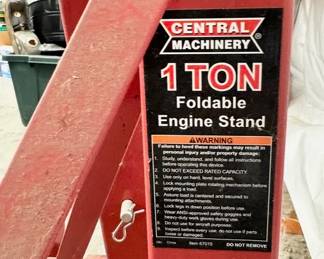 CENTRAL
MACHINERY®
1 TON
Foldable
Engine Stand
⚠WARNING
Failure to heed these markings may result in
personal injury and/or property damage:
1. Study, understand, and follow all instructions
before operating this device.
2. DO NOT EXCEED RATED CAPACITY.
3. Use only on hard, level surfaces.
4. Lock mounting plate rotating mechanism before
applying a load.
5. Assure load is centered and secured to
mounting attachments.
6. Lock legs in down position before use.
7. Wear ANSI-approved safety goggles and
heavy-duty work gloves during use.
8. Do not use for aircraft purposes.
9. Inspect before every use; do not use if parts
loose or damaged.
Item 67015
DO NOT REMOVE